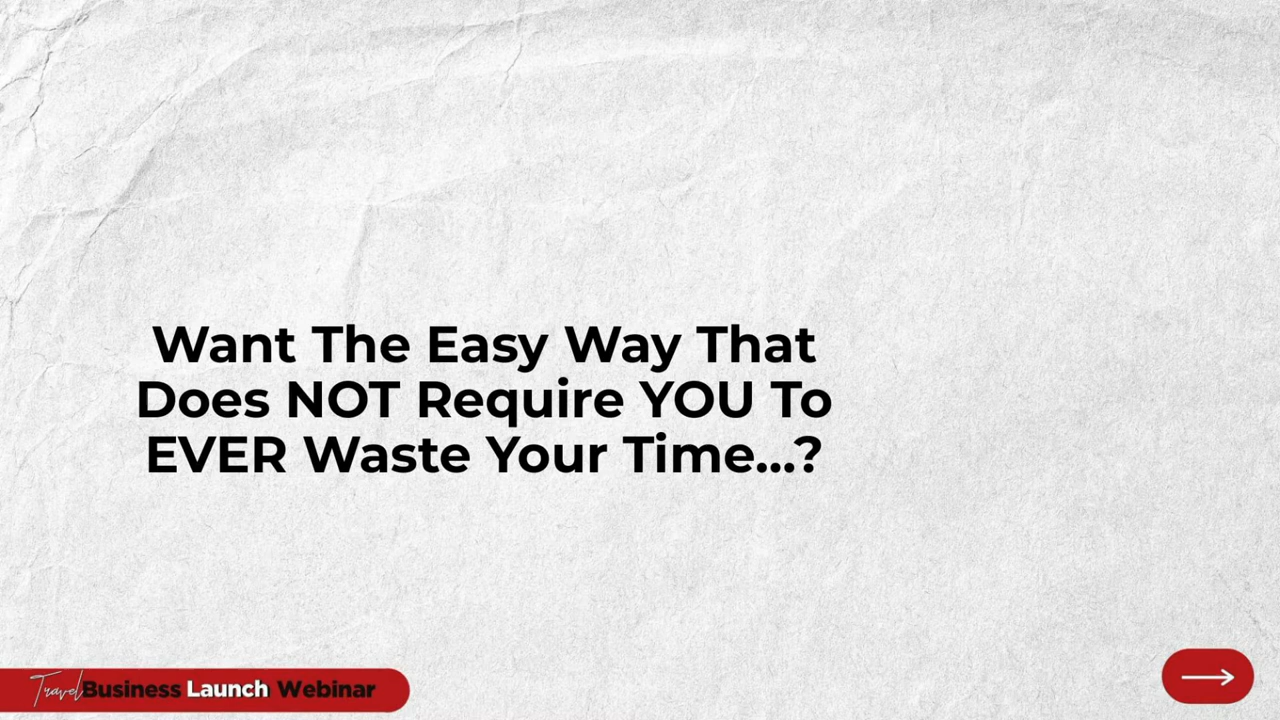 Want The Easy Way That
Does NOT Require YOU To
EVER Waste Your Time...?
Travel Business Launch Webinar